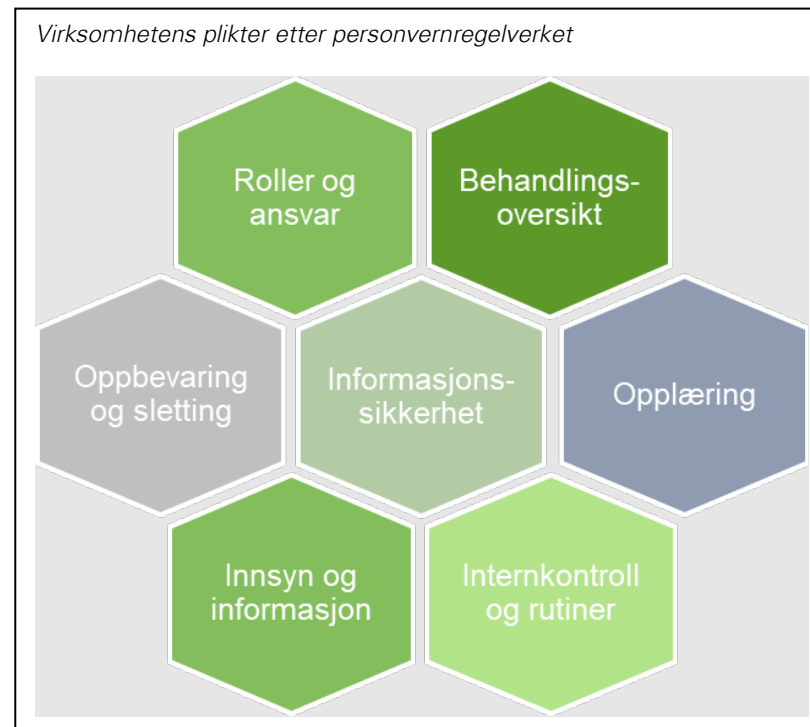 Virksomhetens plikter etter personvernregelverket
Roller og
ansvar
Behandlings-
oversikt
Oppbevaring
og sletting
Informasjons-
sikkerhet
Opplæring
Innsyn og
informasjon
Internkontroll
og rutiner